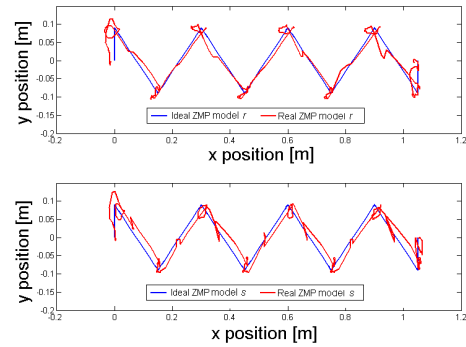 0.1
0.05
0
-0.05
-0.1
-0.15
-0.2
y position [m]
Ideal ZMP model r
Real ZMP model r
-0.2 0 0.2 0.4 0.6 0.8 1 1.2
x position [m]
0.1
0.05
0
-0.05
-0.1
-0.15
-0.2
y position [m]
Ideal ZMP model s
Real ZMP model s
-0.2 0 0.2 0.4 0.6 0.8 1 1.2
x position [m]